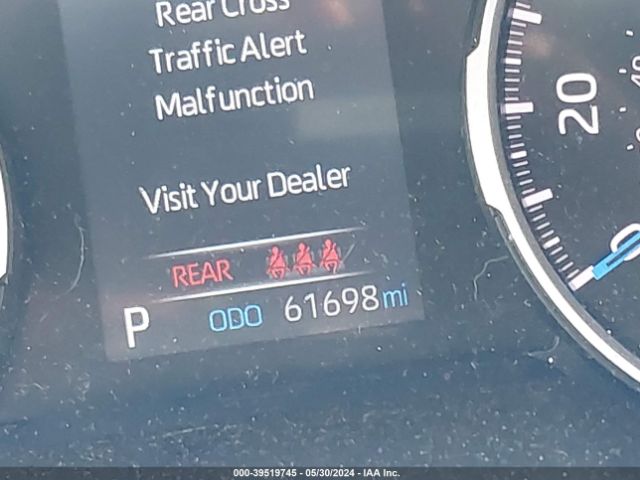 Rear Cross
Traffic Alert
Malfunction
Visit Your Dealer
REAR
P ODO 61698 mi
20
0
000-39519745 - 05/30/2024 - IAA Inc.